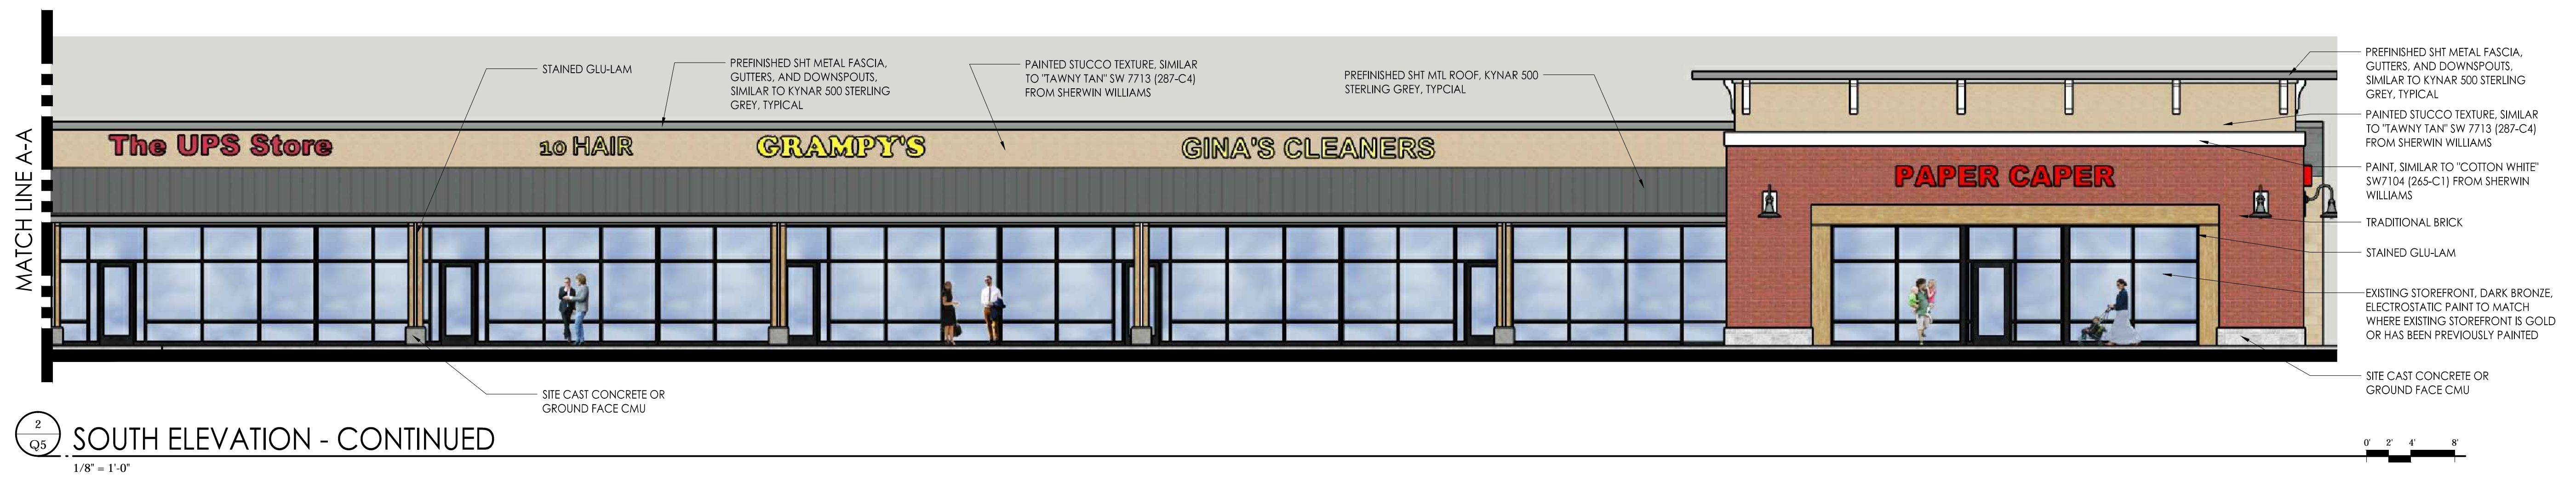 MATCH LINE A-A
STAINED GLU-LAM
PREFINISHED SHT METAL FASCIA,
GUTTERS, AND DOWNSPOUTS,
SIMILAR TO KYNAR 500 STERLING
GREY, TYPICAL
PAINTED STUCCO TEXTURE, SIMILAR
TO "TAWNY TAN" SW 7713 (287-C4)
FROM SHERWIN WILLIAMS
PREFINISHED SHT MTL ROOF, KYNAR 500
STERLING GREY, TYPCIAL
The UPS Store
10 HAIR
GRAMPY'S
GINA'S CLEANERS
PAPER CAPER
PREFINISHED SHT METAL FASCIA,
GUTTERS, AND DOWNSPOUTS,
SIMILAR TO KYNAR 500 STERLING
GREY, TYPICAL
PAINTED STUCCO TEXTURE, SIMILAR
TO "TAWNY TAN" SW 7713 (287-C4)
FROM SHERWIN WILLIAMS
PAINT, SIMILAR TO "COTTON WHITE"
SW7104 (265-C1) FROM SHERWIN
WILLIAMS
TRADITIONAL BRICK
STAINED GLU-LAM
EXISTING STOREFRONT, DARK BRONZE,
ELECTROSTATIC PAINT TO MATCH
WHERE EXISTING STOREFRONT IS GOLD
OR HAS BEEN PREVIOUSLY PAINTED
SITE CAST CONCRETE OR
GROUND FACE CMU
SITE CAST CONCRETE OR
GROUND FACE CMU
2
Q5
SOUTH ELEVATION - CONTINUED
1/8" = 1'-0"
0' 2' 4' 8'